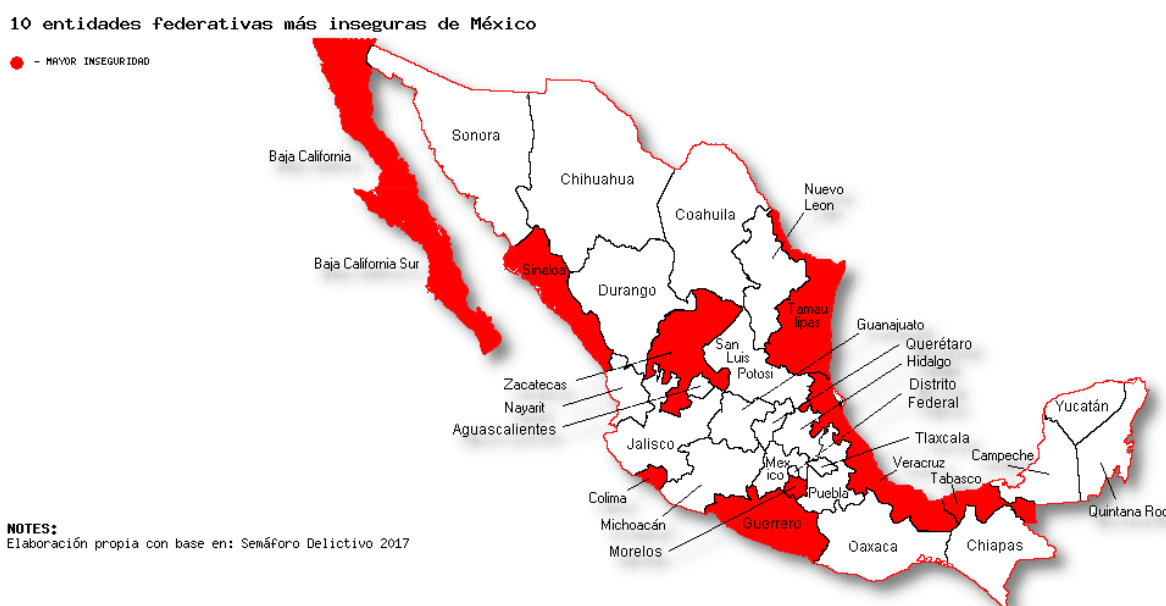 10 entidades federativas más inseguras de México
- MAYOR INSEGURIDAD
Sonora
Baja California
Chihuahua
Nuevo
Leon
Coahuila
Baja California Sur
Sinaloa
Durango
Tamau
lipas
Guanajuato
San
Luis
Potosi
Querétaro
Hidalgo
Zacatecas
Distrito
Federal
Nayarit
Aguascalientes
Jalisco
Tlaxcala
Yucatán
Campeche
Mex
ico
Veracruz
Tabasco
Colima
Puebla
Quintana Roo
Michoacán
Guerrero
Morelos
Oaxaca
Chiapas
NOTES:
Elaboración propia con base en: Semáforo Delictivo 2017